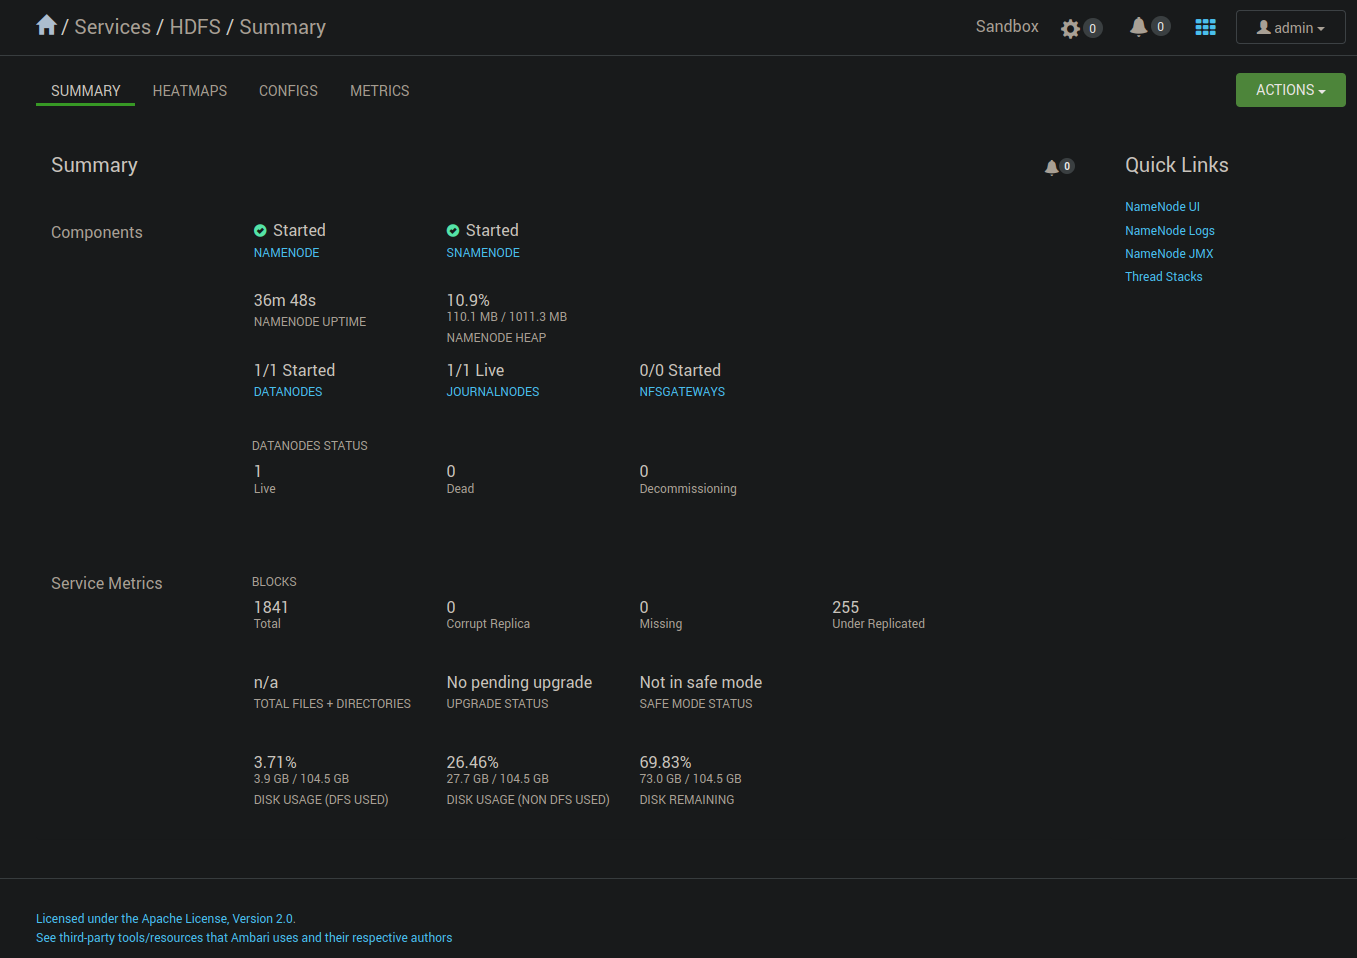 / Services / HDFS / Summary
Sandbox 0 0 admin
SUMMARY HEATMAPS CONFIGS METRICS
ACTIONS
Summary
0
Quick Links
NameNode UI
NameNode Logs
NameNode JMX
Thread Stacks
Components
Started
NAMENODE
Started
SNAMENODE
36m 48s
NAMENODE UPTIME
10.9%
110.1 MB / 1011.3 MB
NAMENODE HEAP
1/1 Started
DATANODES
1/1 Live
JOURNALNODES
0/0 Started
NFSGATEWAYS
DATANODES STATUS
1
Live
0
Dead
0
Decommissioning
Service Metrics
BLOCKS
1841
Total
0
Corrupt Replica
0
Missing
255
Under Replicated
n/a
TOTAL FILES + DIRECTORIES
No pending upgrade
UPGRADE STATUS
Not in safe mode
SAFE MODE STATUS
3.71%
3.9 GB / 104.5 GB
DISK USAGE (DFS USED)
26.46%
27.7 GB / 104.5 GB
DISK USAGE (NON DFS USED)
69.83%
73.0 GB / 104.5 GB
DISK REMAINING
Licensed under the Apache License, Version 2.0.
See third-party tools/resources that Ambari uses and their respective authors